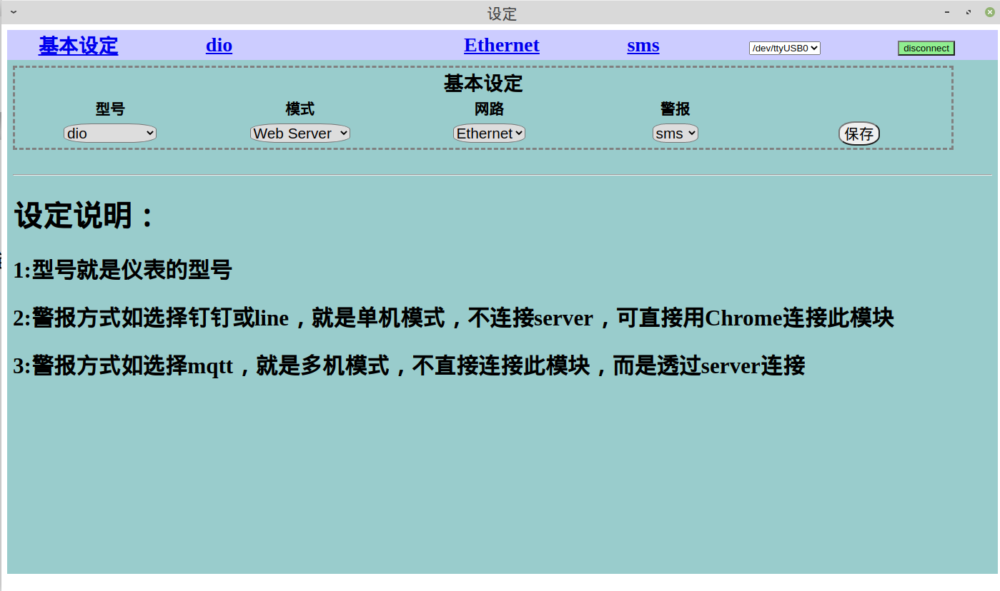 设定
基本设定 dio Ethernet sms /dev/ttyUSB0 disconnect
基本设定
型号 模式 网路 警报
dio Web Server Ethernet sms 保存
设定说明：
1:型号就是仪表的型号
2:警报方式如选择钉钉或line，就是单机模式，不连接server，可直接用Chrome连接此模块
3:警报方式如选择mqtt，就是多机模式，不直接连接此模块，而是透过server连接